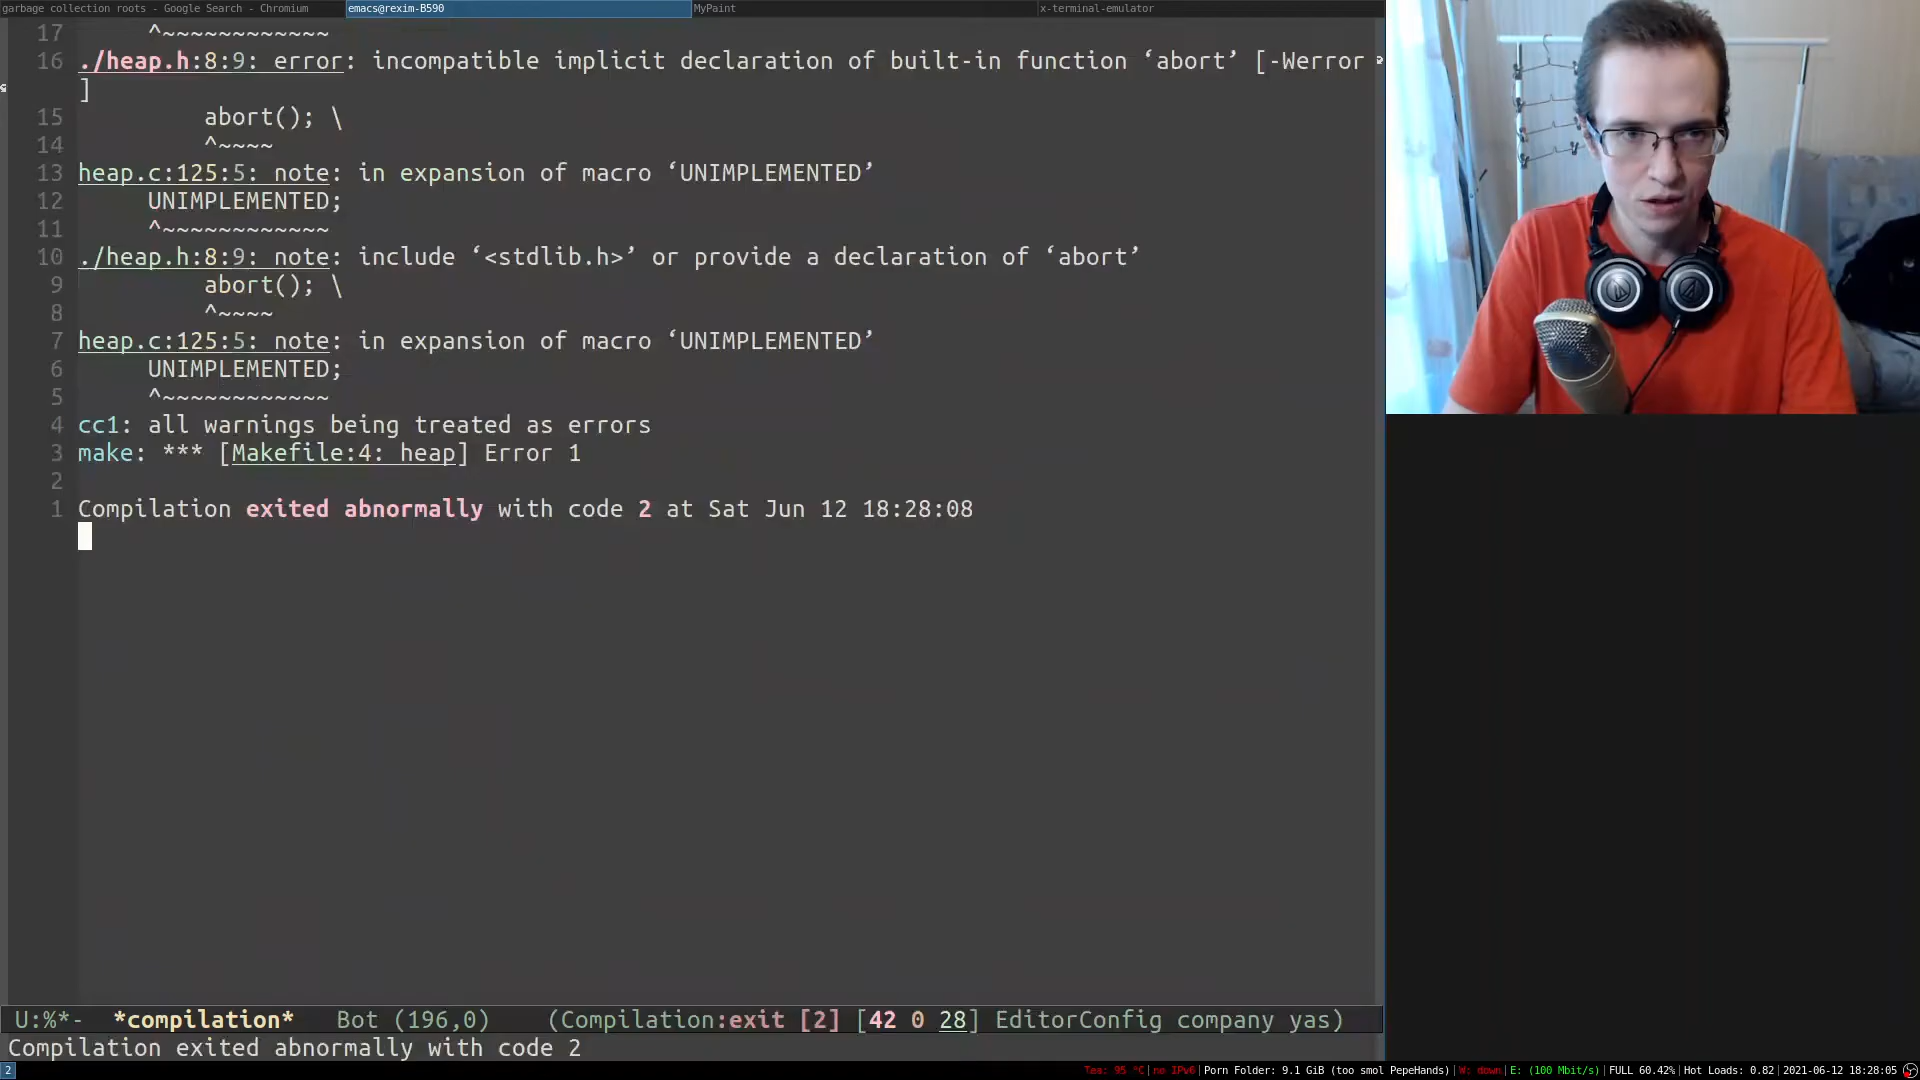 garbage collection roots - Google Search - Chromium
emacs@rexim-B590
MyPaint
x-terminal-emulator
17 ^~~~~~~~~~~~~
16 ./heap.h:8:9: error: incompatible implicit declaration of built-in function ‘abort’ [-Werror
]
15 abort(); \
14 ^~~~~
13 heap.c:125:5: note: in expansion of macro ‘UNIMPLEMENTED’
12 UNIMPLEMENTED;
11 ^~~~~~~~~~~~~
10 ./heap.h:8:9: note: include ‘<stdlib.h>’ or provide a declaration of ‘abort’
9 abort(); \
8 ^~~~~
7 heap.c:125:5: note: in expansion of macro ‘UNIMPLEMENTED’
6 UNIMPLEMENTED;
5 ^~~~~~~~~~~~~
4 cc1: all warnings being treated as errors
3 make: *** [Makefile:4: heap] Error 1
2
1 Compilation exited abnormally with code 2 at Sat Jun 12 18:28:08
U:%*- *compilation* Bot (196,0) (Compilation:exit [2] [42 0 28] EditorConfig company yas)
Compilation exited abnormally with code 2
2 Tea: 95 °C|no IPv6|Porn Folder: 9.1 GiB (too smol PepeHands)|W: down|E: (100 Mbit/s)|FULL 60.42%|Hot Loads: 0.82|2021-06-12 18:28:05